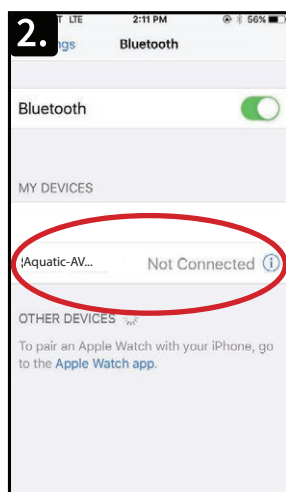 2.
T LTE 2:11 PM 56%
ngs Bluetooth
Bluetooth
MY DEVICES
Aquatic-AV... Not Connected
OTHER DEVICES
To pair an Apple Watch with your iPhone, go
to the Apple Watch app.